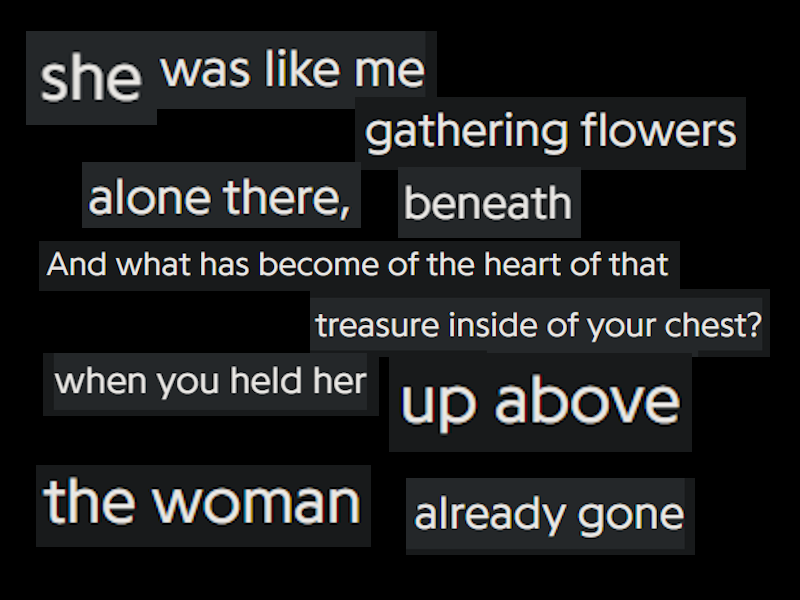 she was like me
gathering flowers
alone there, beneath
And what has become of the heart of that
treasure inside of your chest?
when you held her up above
the woman already gone